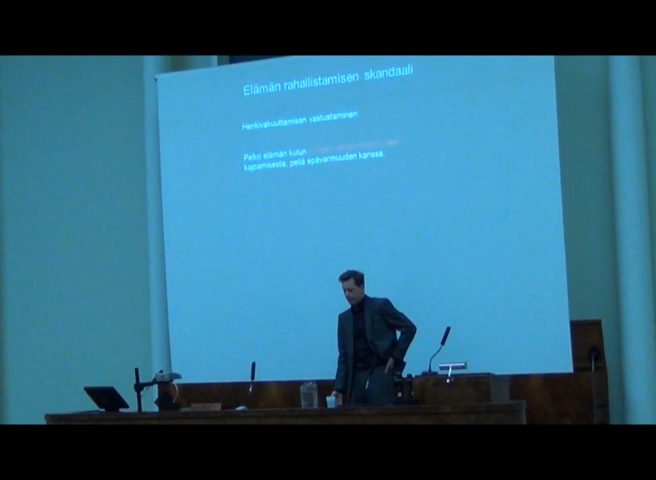 Elämän rahallistamisen skandaali
Henkivakuuttamisen vastustaminen:
Pelko elämän kulun
kajoamisesta, peliä epävarmuuden kanssa.